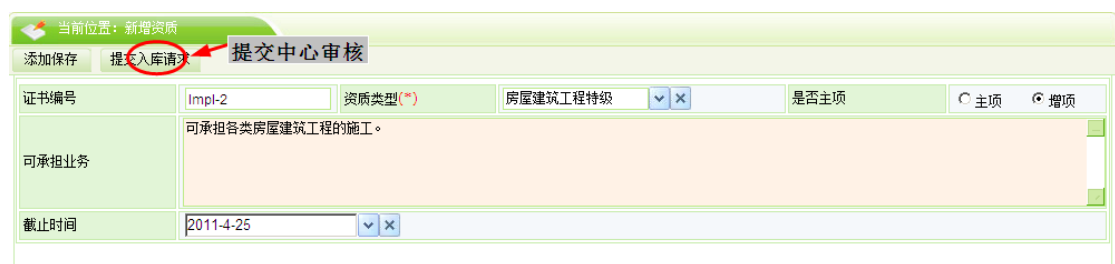 当前位置：新增资质
添加保存 提交入库请求 提交中心审核
证书编号 Impl-2 资质类型(*) 房屋建筑工程特级 是否主项 主项 增项
可承担业务 可承担各类房屋建筑工程的施工。
截止时间 2011-4-25